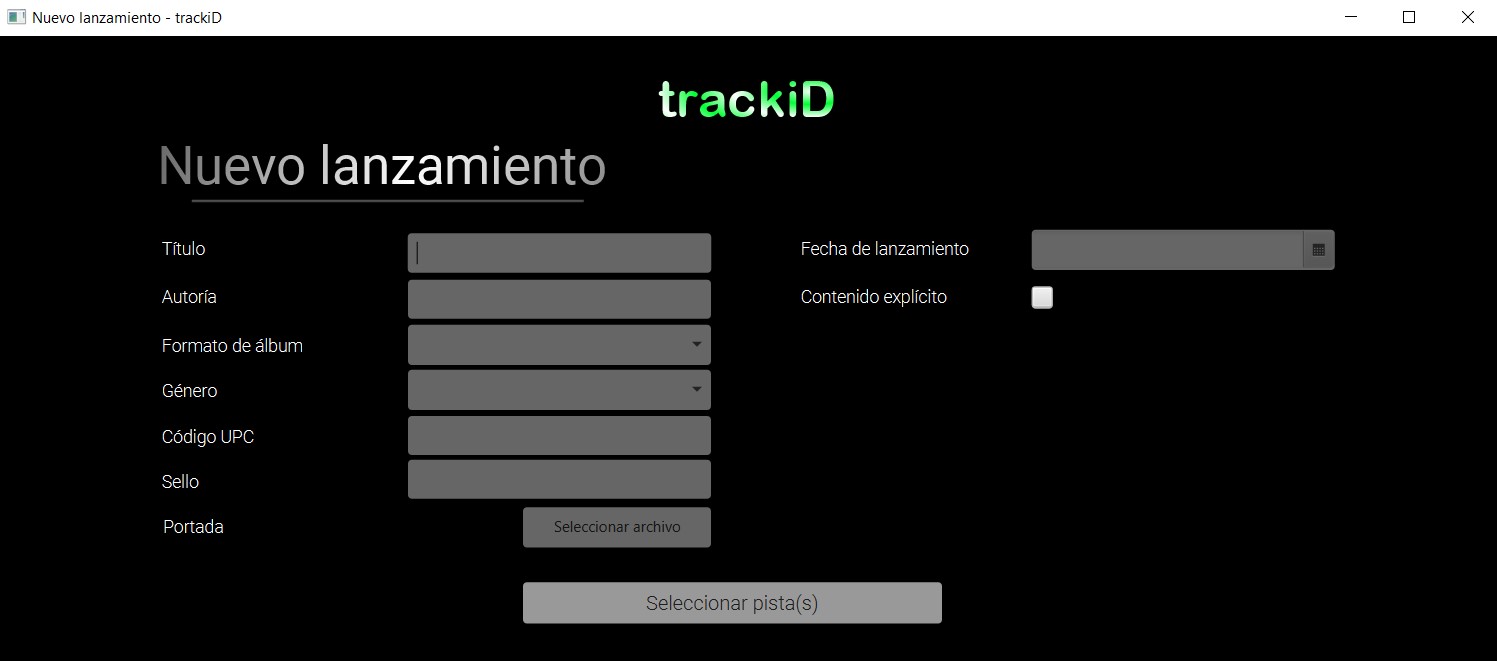 Nuevo lanzamiento - trackiD
trackiD
Nuevo lanzamiento
Título
Autoría
Formato de álbum
Género
Código UPC
Sello
Portada
Seleccionar archivo
Fecha de lanzamiento
Contenido explícito
Seleccionar pista(s)